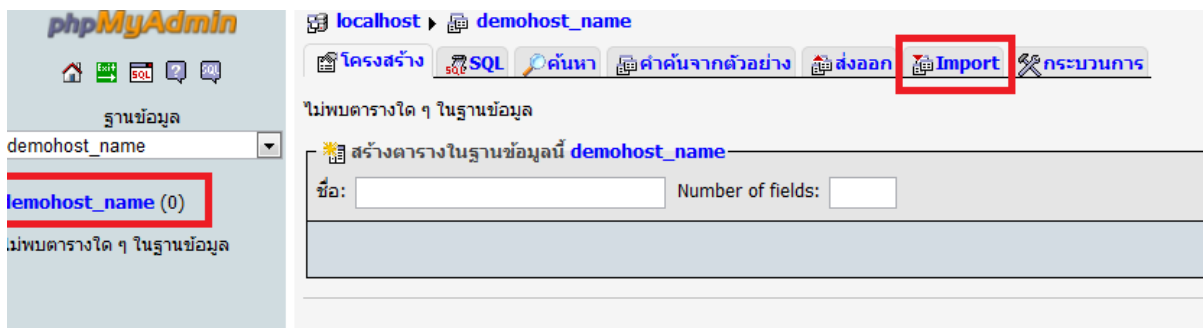 phpMyAdmin
ฐานข้อมูล
demohost_name
demohost_name (0)
ไม่พบตารางใด ๆ ในฐานข้อมูล
localhost demohost_name
โครงสร้าง SQL ค้นหา คำค้นจากตัวอย่าง ส่งออก Import กระบวนการ
ไม่พบตารางใด ๆ ในฐานข้อมูล
สร้างตารางในฐานข้อมูลนี้ demohost_name
ชื่อ: Number of fields: